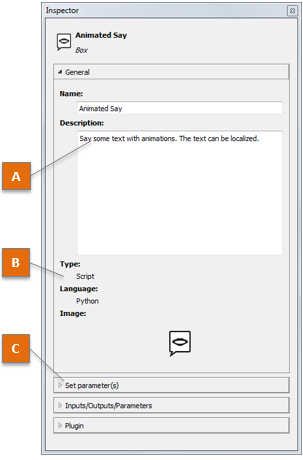 Inspector
Animated Say
Box
General
Name:
Animated Say
Description:
Say some text with animations. The text can be localized.
A
Type:
B
Script
Language:
Python
Image:
C
Set parameter(s)
Inputs/Outputs/Parameters
Plugin